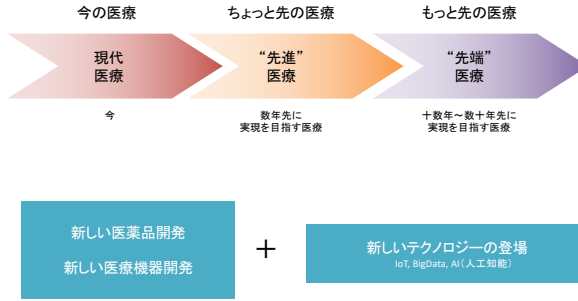 今の医療
ちょっと先の医療
もっと先の医療
現代
医療
“先進”
医療
“先端”
医療
今
数年先に
実現を目指す医療
十数年～数十年先に
実現を目指す医療
新しい医薬品開発
新しい医療機器開発
+
新しいテクノロジーの登場
IoT, BigData, AI（人工知能）